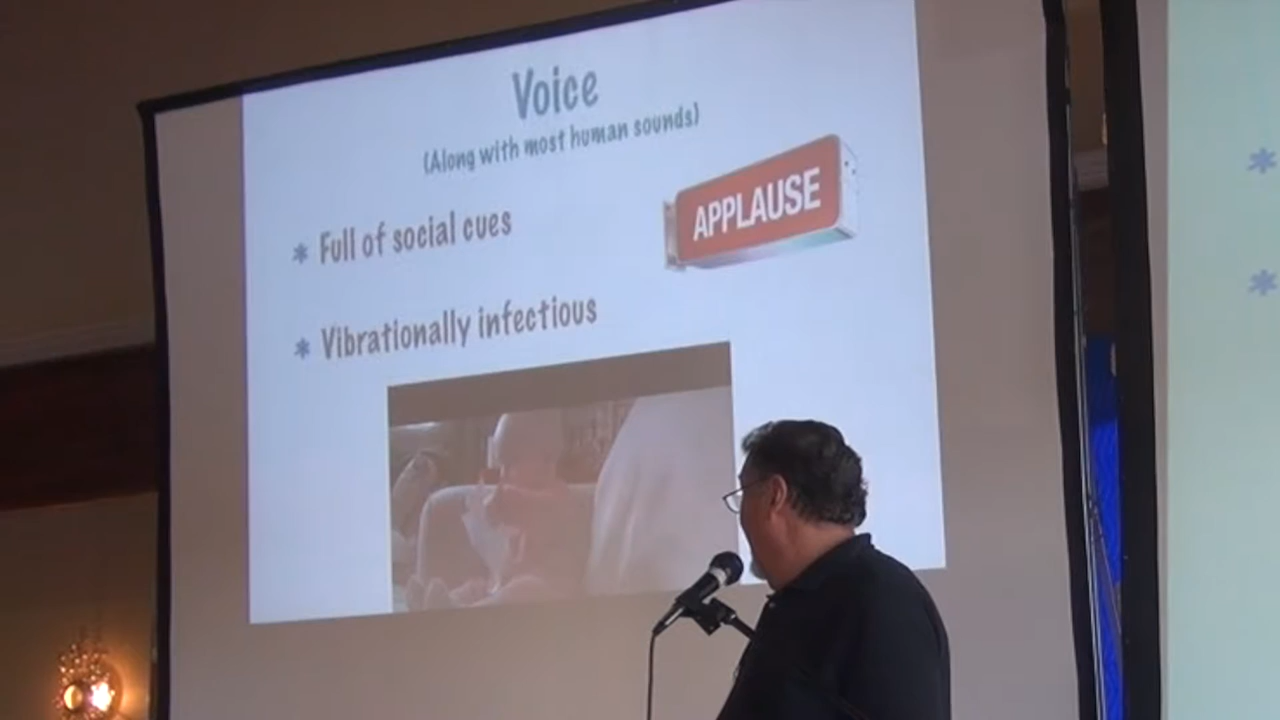 Voice
(Along with most human sounds)
APPLAUSE
* Full of social cues
* Vibrationally infectious
*
*